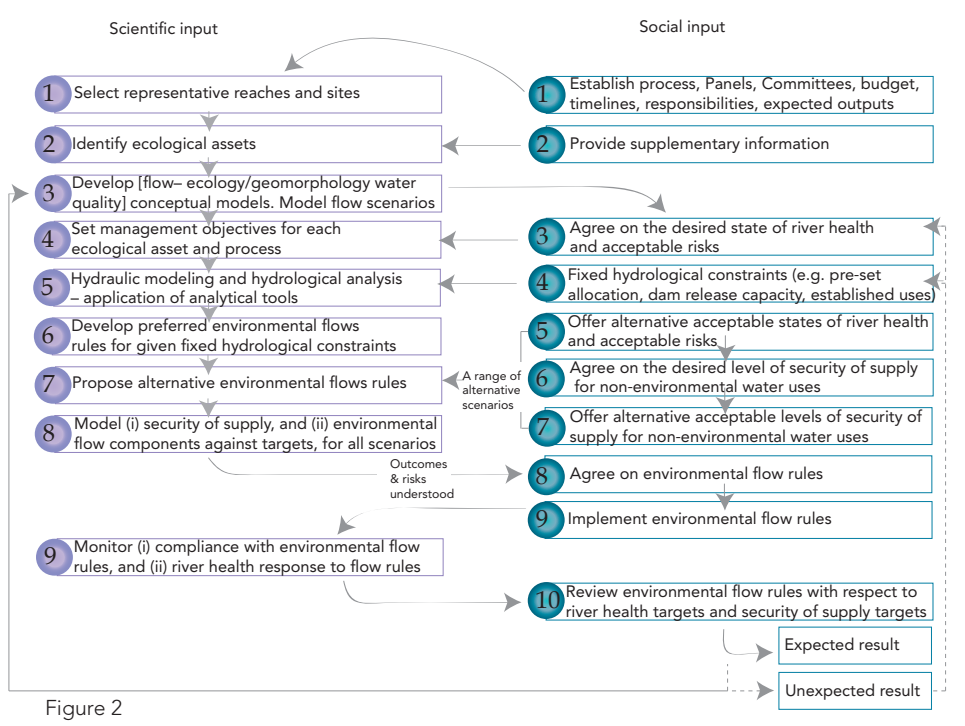 Scientific input
Social input
1 Select representative reaches and sites
1 Establish process, Panels, Committees, budget,
timelines, responsibilities, expected outputs
2 Identify ecological assets
2 Provide supplementary information
3 Develop [flow– ecology/geomorphology water
quality] conceptual models. Model flow scenarios
4 Set management objectives for each
ecological asset and process
3 Agree on the desired state of river health
and acceptable risks
5 Hydraulic modeling and hydrological analysis
– application of analytical tools
4 Fixed hydrological constraints (e.g. pre-set
allocation, dam release capacity, established uses)
6 Develop preferred environmental flows
rules for given fixed hydrological constraints
5 Offer alternative acceptable states of river health
and acceptable risks
7 Propose alternative environmental flows rules
A range of
alternative
scenarios
6 Agree on the desired level of security of supply
for non-environmental water uses
8 Model (i) security of supply, and (ii) environmental
flow components against targets, for all scenarios
7 Offer alternative acceptable levels of security of
supply for non-environmental water uses
Outcomes
& risks
understood
8 Agree on environmental flow rules
9 Implement environmental flow rules
9 Monitor (i) compliance with environmental flow
rules, and (ii) river health response to flow rules
10 Review environmental flow rules with respect to
river health targets and security of supply targets
Expected result
Unexpected result
Figure 2